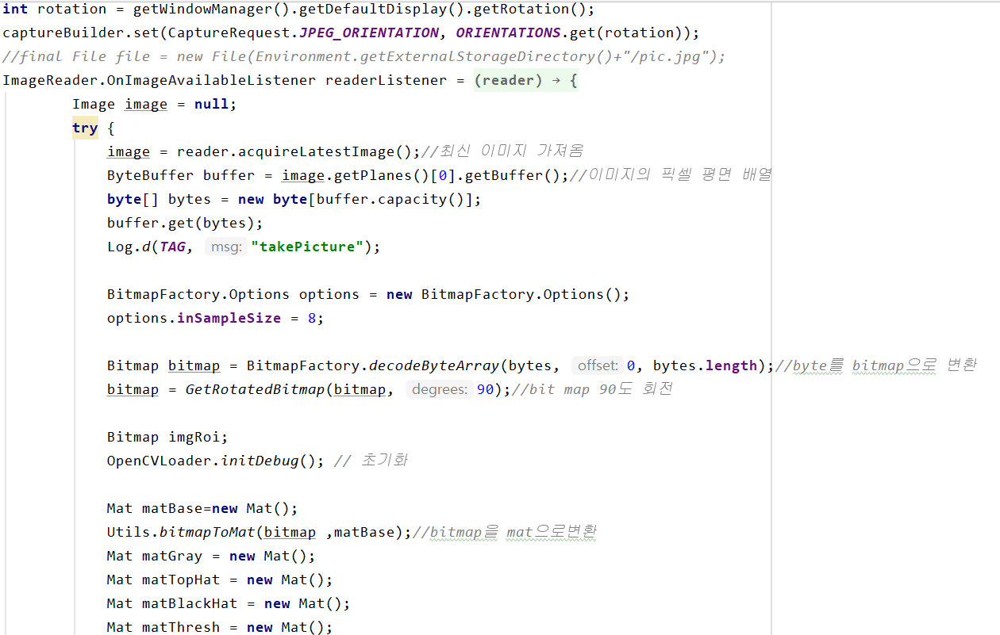 int rotation = getWindowManager().getDefaultDisplay().getRotation();
captureBuilder.set(CaptureRequest.JPEG_ORIENTATION, ORIENTATIONS.get(rotation));
//final File file = new File(Environment.getExternalStorageDirectory()+"/pic.jpg");
ImageReader.OnImageAvailableListener readerListener = (reader) → {
Image image = null;
try {
image = reader.acquireLatestImage();//최신 이미지 가져옴
ByteBuffer buffer = image.getPlanes()[0].getBuffer();//이미지의 픽셀 평면 배열
byte[] bytes = new byte[buffer.capacity()];
buffer.get(bytes);
Log.d(TAG, msg: "takePicture");
BitmapFactory.Options options = new BitmapFactory.Options();
options.inSampleSize = 8;
Bitmap bitmap = BitmapFactory.decodeByteArray(bytes, offset: 0, bytes.length);//byte를 bitmap으로 변환
bitmap = GetRotatedBitmap(bitmap, degrees: 90);//bit map 90도 회전
Bitmap imgRoi;
OpenCVLoader.initDebug(); // 초기화
Mat matBase=new Mat();
Utils.bitmapToMat(bitmap ,matBase);//bitmap을 mat으로변환
Mat matGray = new Mat();
Mat matTopHat = new Mat();
Mat matBlackHat = new Mat();
Mat matThresh = new Mat();